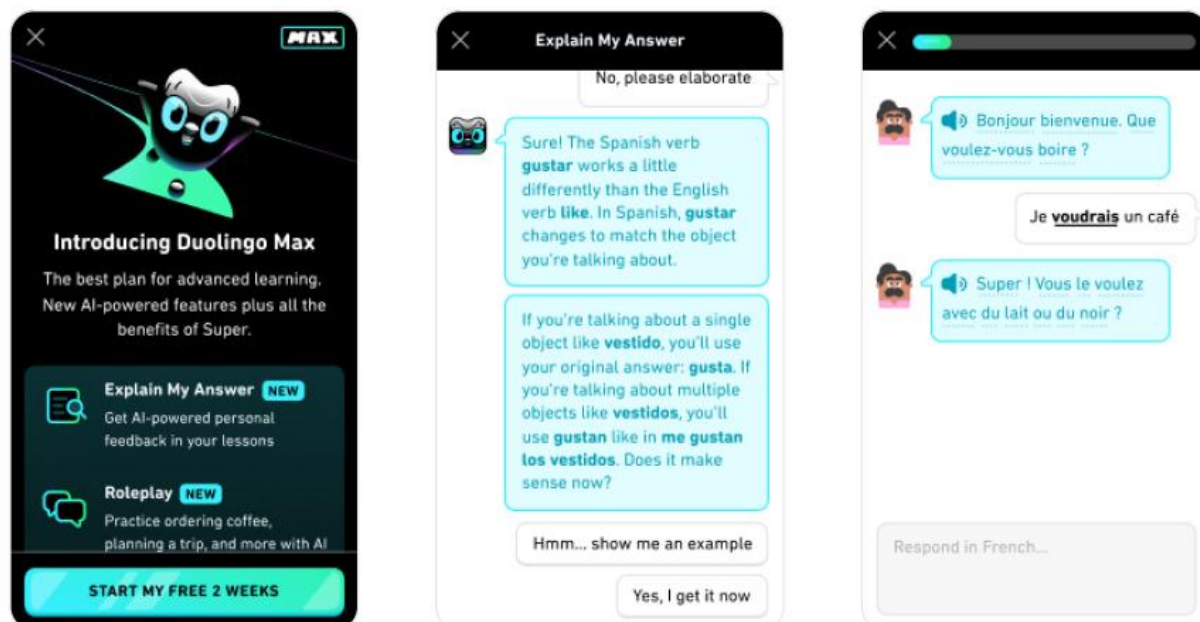 MAX
Introducing Duolingo Max
The best plan for advanced learning.
New AI-powered features plus all the
benefits of Super.
Explain My Answer NEW
Get AI-powered personal
feedback in your lessons
Roleplay NEW
Practice ordering coffee,
planning a trip, and more with AI
START MY FREE 2 WEEKS
Explain My Answer
No, please elaborate
Sure! The Spanish verb
gustar works a little
differently than the English
verb like. In Spanish, gustar
changes to match the object
you're talking about.
If you're talking about a single
object like vestido, you'll use
your original answer: gusta. If
you're talking about multiple
objects like vestidos, you'll
use gustan like in me gustan
los vestidos. Does it make
sense now?
Hmm... show me an example
Yes, I get it now
Bonjour bienvenue. Que
voulez-vous boire ?
Je voudrais un café
Super ! Vous le voulez
avec du lait ou du noir ?
Respond in French...